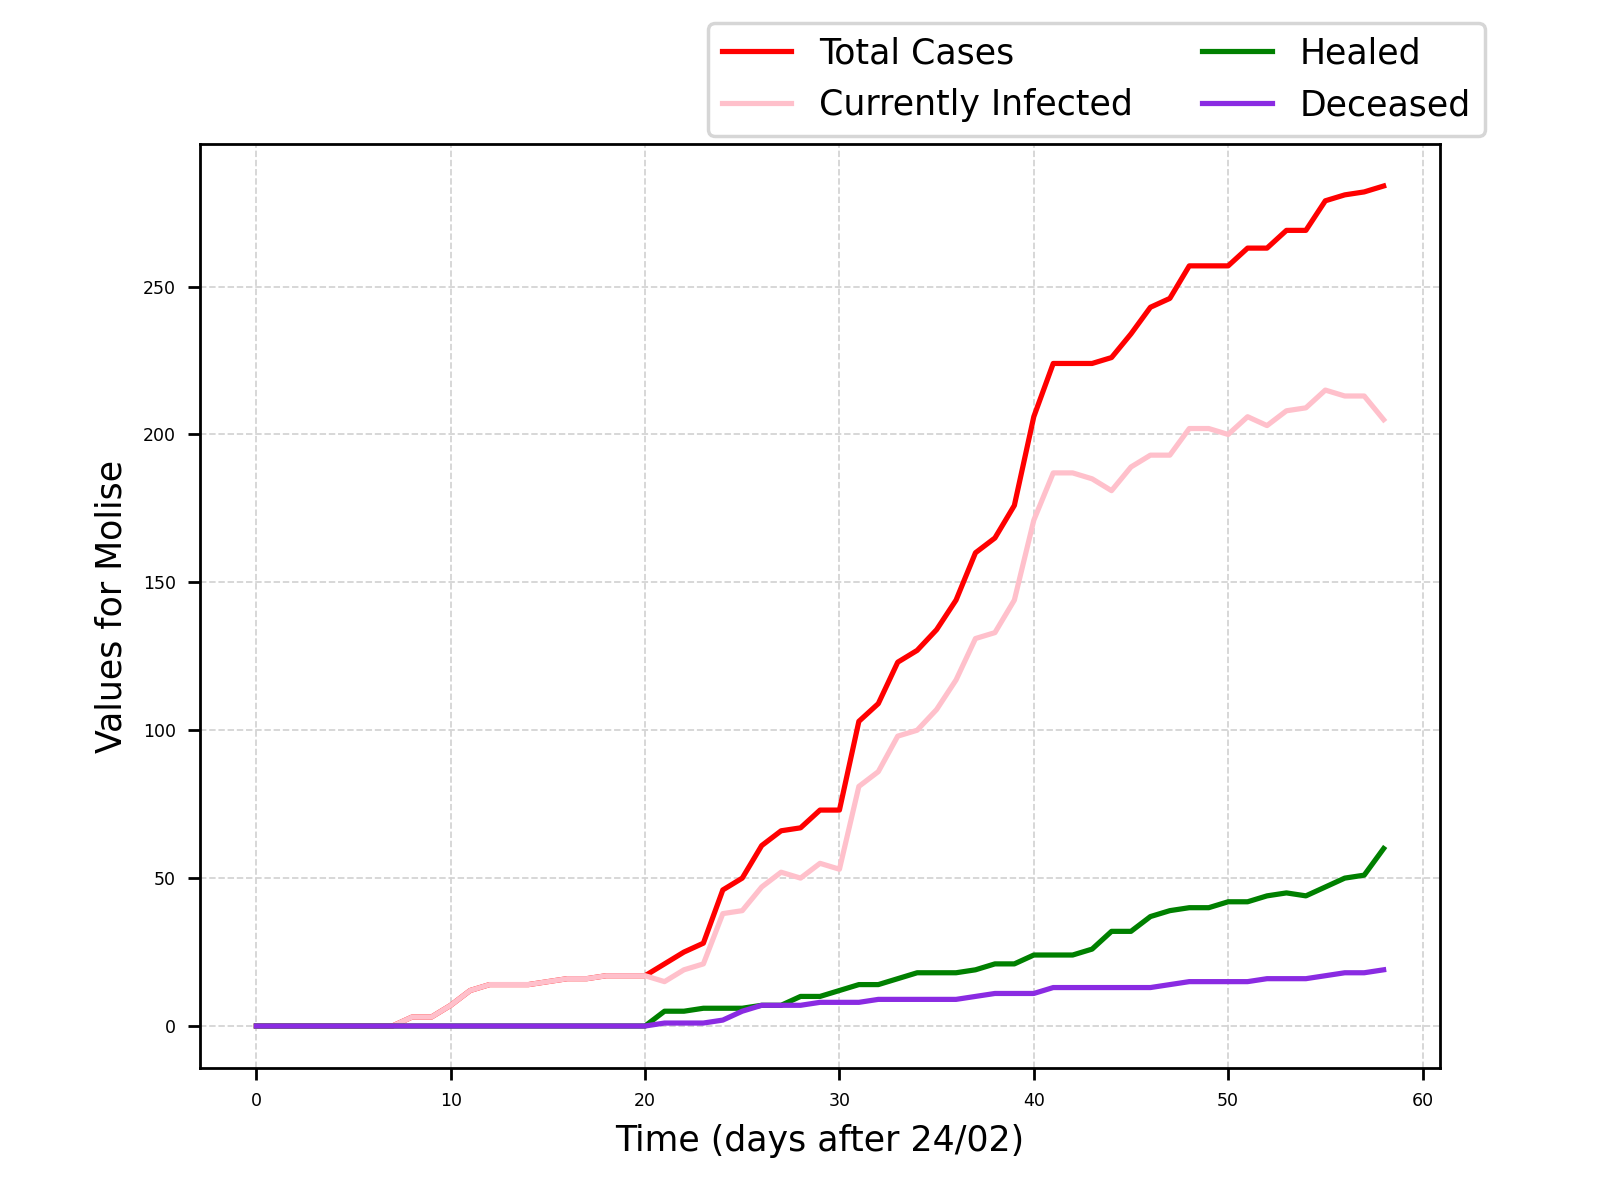 Total Cases
Currently Infected
Healed
Deceased
Values for Molise
250
200
150
100
50
0
0 10 20 30 40 50 60
Time (days after 24/02)